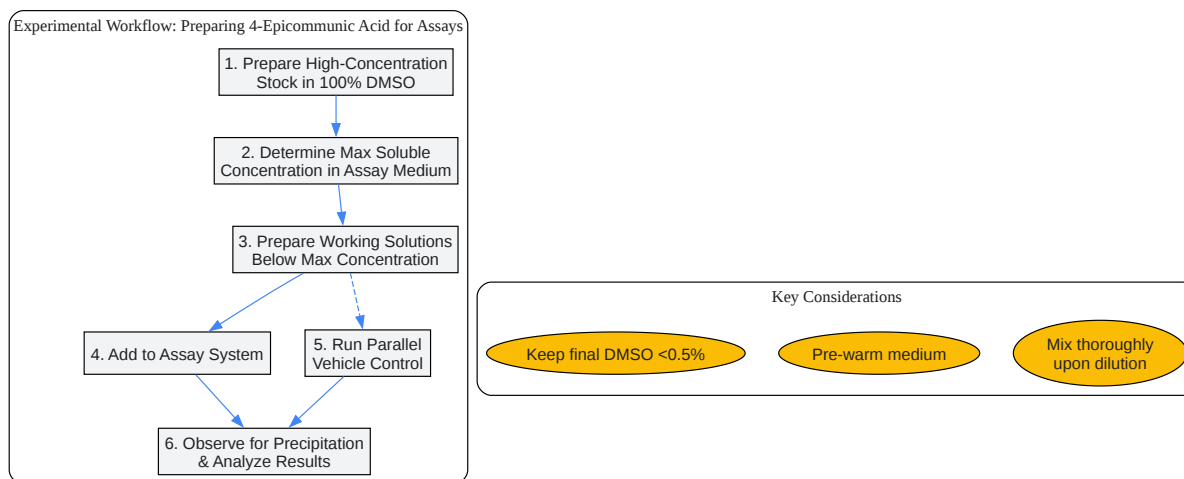 Experimental Workflow: Preparing 4-Epicommunic Acid for Assays
1. Prepare High-Concentration
Stock in 100% DMSO
2. Determine Max Soluble
Concentration in Assay Medium
3. Prepare Working Solutions
Below Max Concentration
4. Add to Assay System
5. Run Parallel
Vehicle Control
6. Observe for Precipitation
& Analyze Results
Key Considerations
Keep final DMSO <0.5%
Pre-warm medium
Mix thoroughly
upon dilution